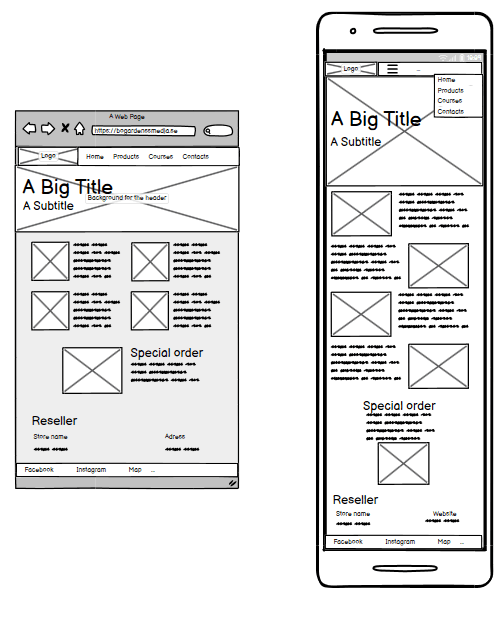 A Web Page
https://bogardenssmedja.se
Logo
Home Products Courses Contacts
A Big Title
Background for the header
A Subtitle
Special order
Reseller
Store name Adress
Facebook Instagram Map ...
Logo ...
Home
Products
Courses
Contacts
A Big Title
A Subtitle
Special order
Reseller
Store name Website
Facebook Instagram Map ...